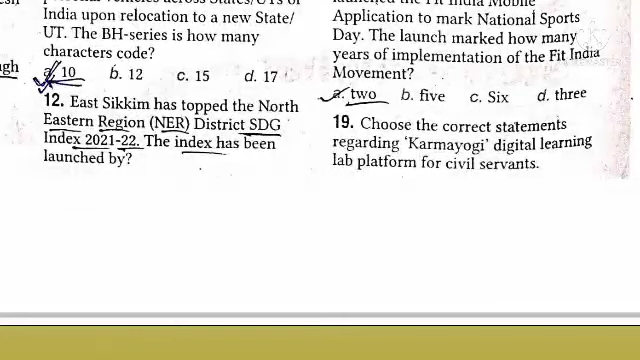 India upon relocation to a new State/
UT. The BH-series is how many
characters code?
a. 10 b. 12 c. 15 d. 17
12. East Sikkim has topped the North
Eastern Region (NER) District SDG
Index 2021-22. The index has been
launched by?
Application to mark National Sports
Day. The launch marked how many
years of implementation of the Fit India
Movement?
a. two b. five c. Six d. three
19. Choose the correct statements
regarding 'Karmayogi' digital learning
lab platform for civil servants.